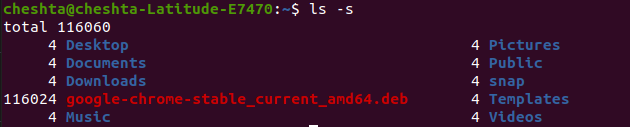 cheshta@cheshta-Latitude-E7470:~$ ls -s
total 116060
4 Desktop 4 Pictures
4 Documents 4 Public
4 Downloads 4 snap
116024 google-chrome-stable_current_amd64.deb 4 Templates
4 Music 4 Videos